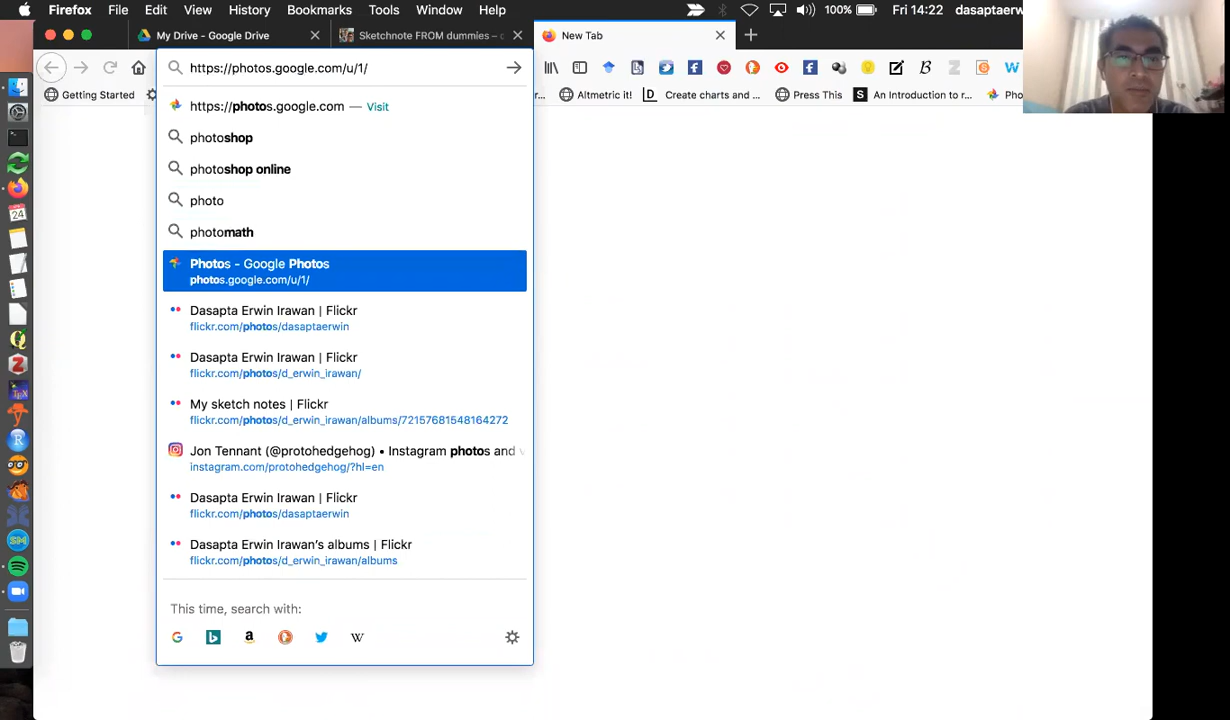 Firefox File Edit View History Bookmarks Tools Window Help 100% Fri 14:22 dasaptaerw
My Drive - Google Drive Sketchnote FROM dummies – New Tab
https://photos.google.com/u/1/
Getting Started Altmetric it! Create charts and ... Press This An Introduction to r... Pho
https://photos.google.com — Visit
photoshop
photoshop online
photo
photomath
Photos - Google Photos
photos.google.com/u/1/
Dasapta Erwin Irawan | Flickr
flickr.com/photos/dasaptaerwin
Dasapta Erwin Irawan | Flickr
flickr.com/photos/d_erwin_irawan/
My sketch notes | Flickr
flickr.com/photos/d_erwin_irawan/albums/72157681548164272
Jon Tennant (@protohedgehog) • Instagram photos and v
instagram.com/protohedgehog/?hl=en
Dasapta Erwin Irawan | Flickr
flickr.com/photos/dasaptaerwin
Dasapta Erwin Irawan's albums | Flickr
flickr.com/photos/d_erwin_irawan/albums
This time, search with: